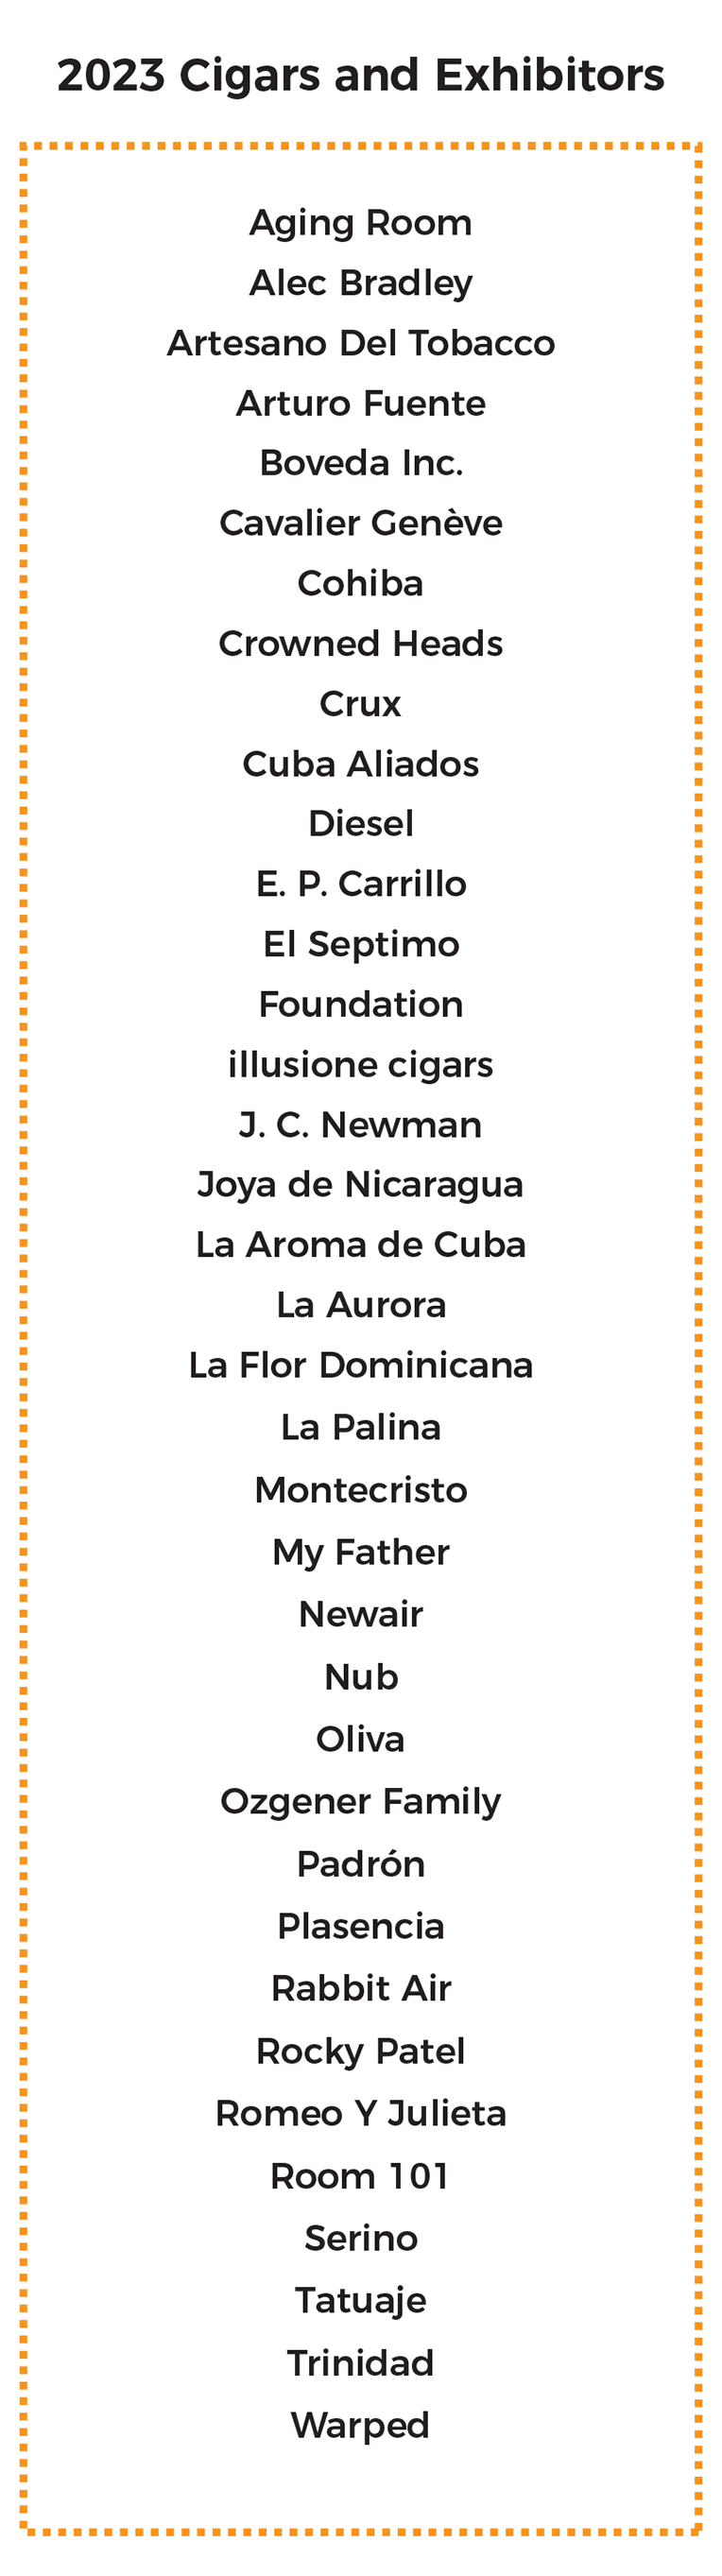 2023 Cigars and Exhibitors
Aging Room
Alec Bradley
Artesano Del Tobacco
Arturo Fuente
Boveda Inc.
Cavalier Genève
Cohiba
Crowned Heads
Crux
Cuba Aliados
Diesel
E. P. Carrillo
El Septimo
Foundation
illusione cigars
J. C. Newman
Joya de Nicaragua
La Aroma de Cuba
La Aurora
La Flor Dominicana
La Palina
Montecristo
My Father
Newair
Nub
Oliva
Ozgener Family
Padrón
Plasencia
Rabbit Air
Rocky Patel
Romeo Y Julieta
Room 101
Serino
Tatuaje
Trinidad
Warped